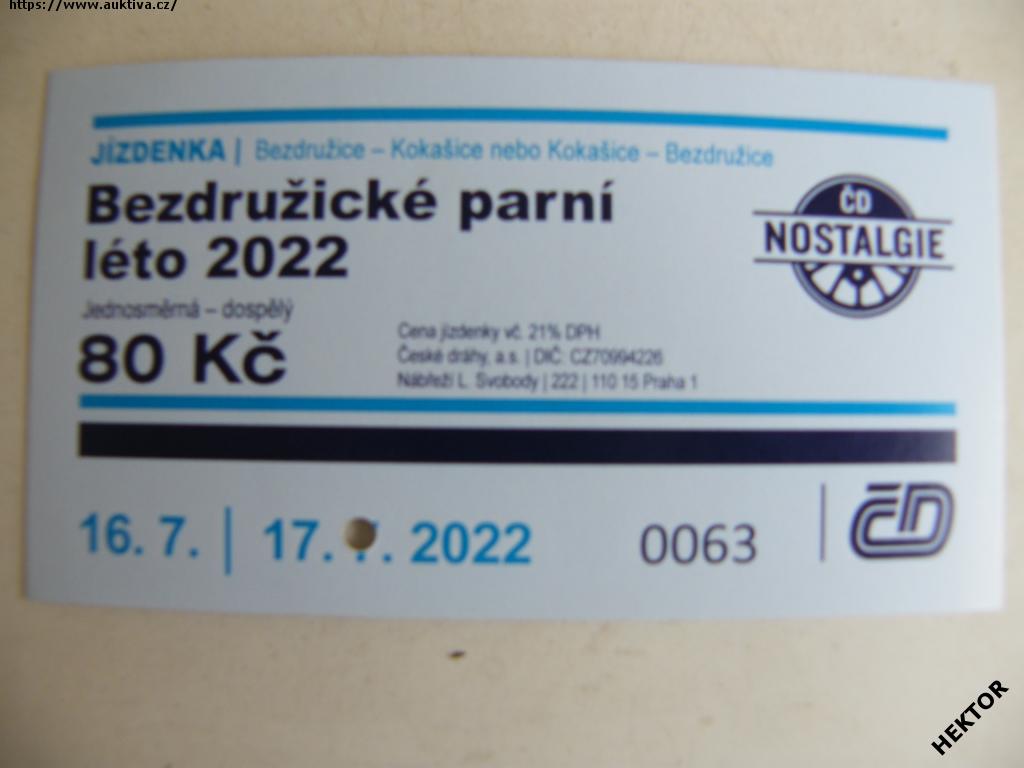 https://www.auktiva.cz/
JÍZDENKA | Bezdružice – Kokašice nebo Kokašice – Bezdružice
Bezdružické parní
léto 2022
ČD
NOSTALGIE
Jednosměrná – dospělý
80 Kč
Cena jízdenky vč. 21% DPH
České dráhy, a.s. | DIČ: CZ70994226
Nábřeží L. Svobody | 222 | 110 15 Praha 1
16. 7. | 17. . 2022
0063
ČD
HEKTOR